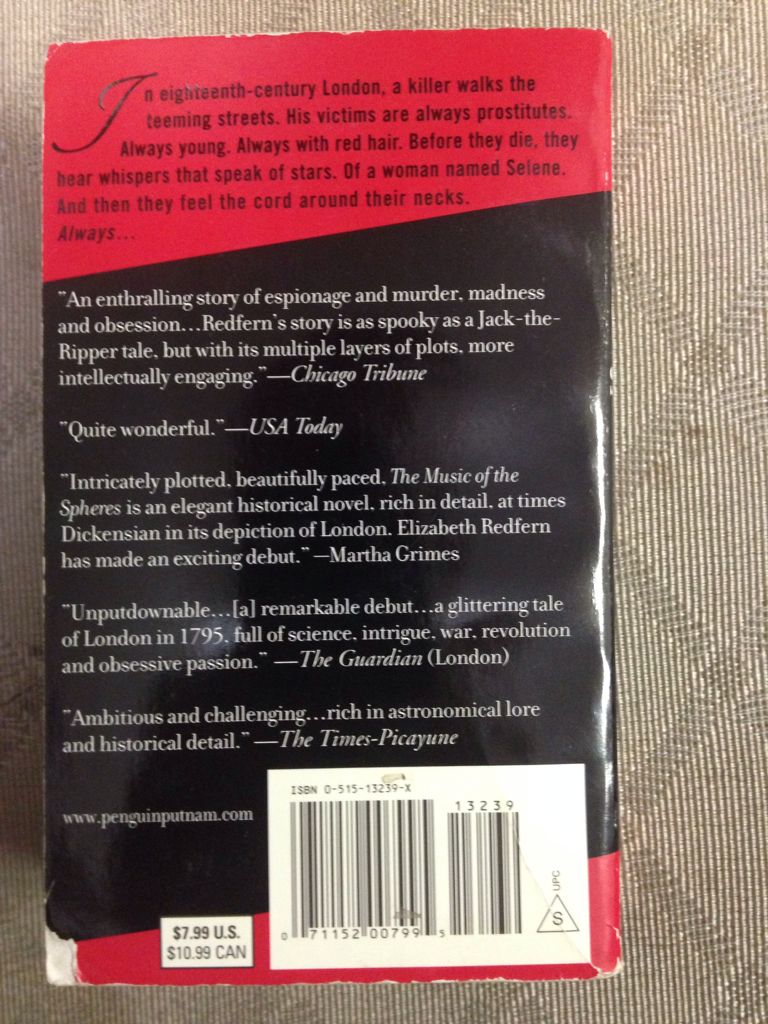 In eighteenth-century London, a killer walks the
teeming streets. His victims are always prostitutes.
Always young. Always with red hair. Before they die, they
hear whispers that speak of stars. Of a woman named Selene.
And then they feel the cord around their necks.
Always...
"An enthralling story of espionage and murder, madness
and obsession...Redfern's story is as spooky as a Jack-the-
Ripper tale, but with its multiple layers of plots, more
intellectually engaging."—Chicago Tribune
"Quite wonderful."—USA Today
"Intricately plotted, beautifully paced, The Music of the
Spheres is an elegant historical novel, rich in detail, at times
Dickensian in its depiction of London. Elizabeth Redfern
has made an exciting debut." —Martha Grimes
"Unputdownable...[a] remarkable debut...a glittering tale
of London in 1795, full of science, intrigue, war, revolution
and obsessive passion." —The Guardian (London)
"Ambitious and challenging...rich in astronomical lore
and historical detail." —The Times-Picayune
www.penguinputnam.com
ISBN 0-515-13239-X
13239
0 71152 00799 5
UPC
S
$7.99 U.S.
$10.99 CAN